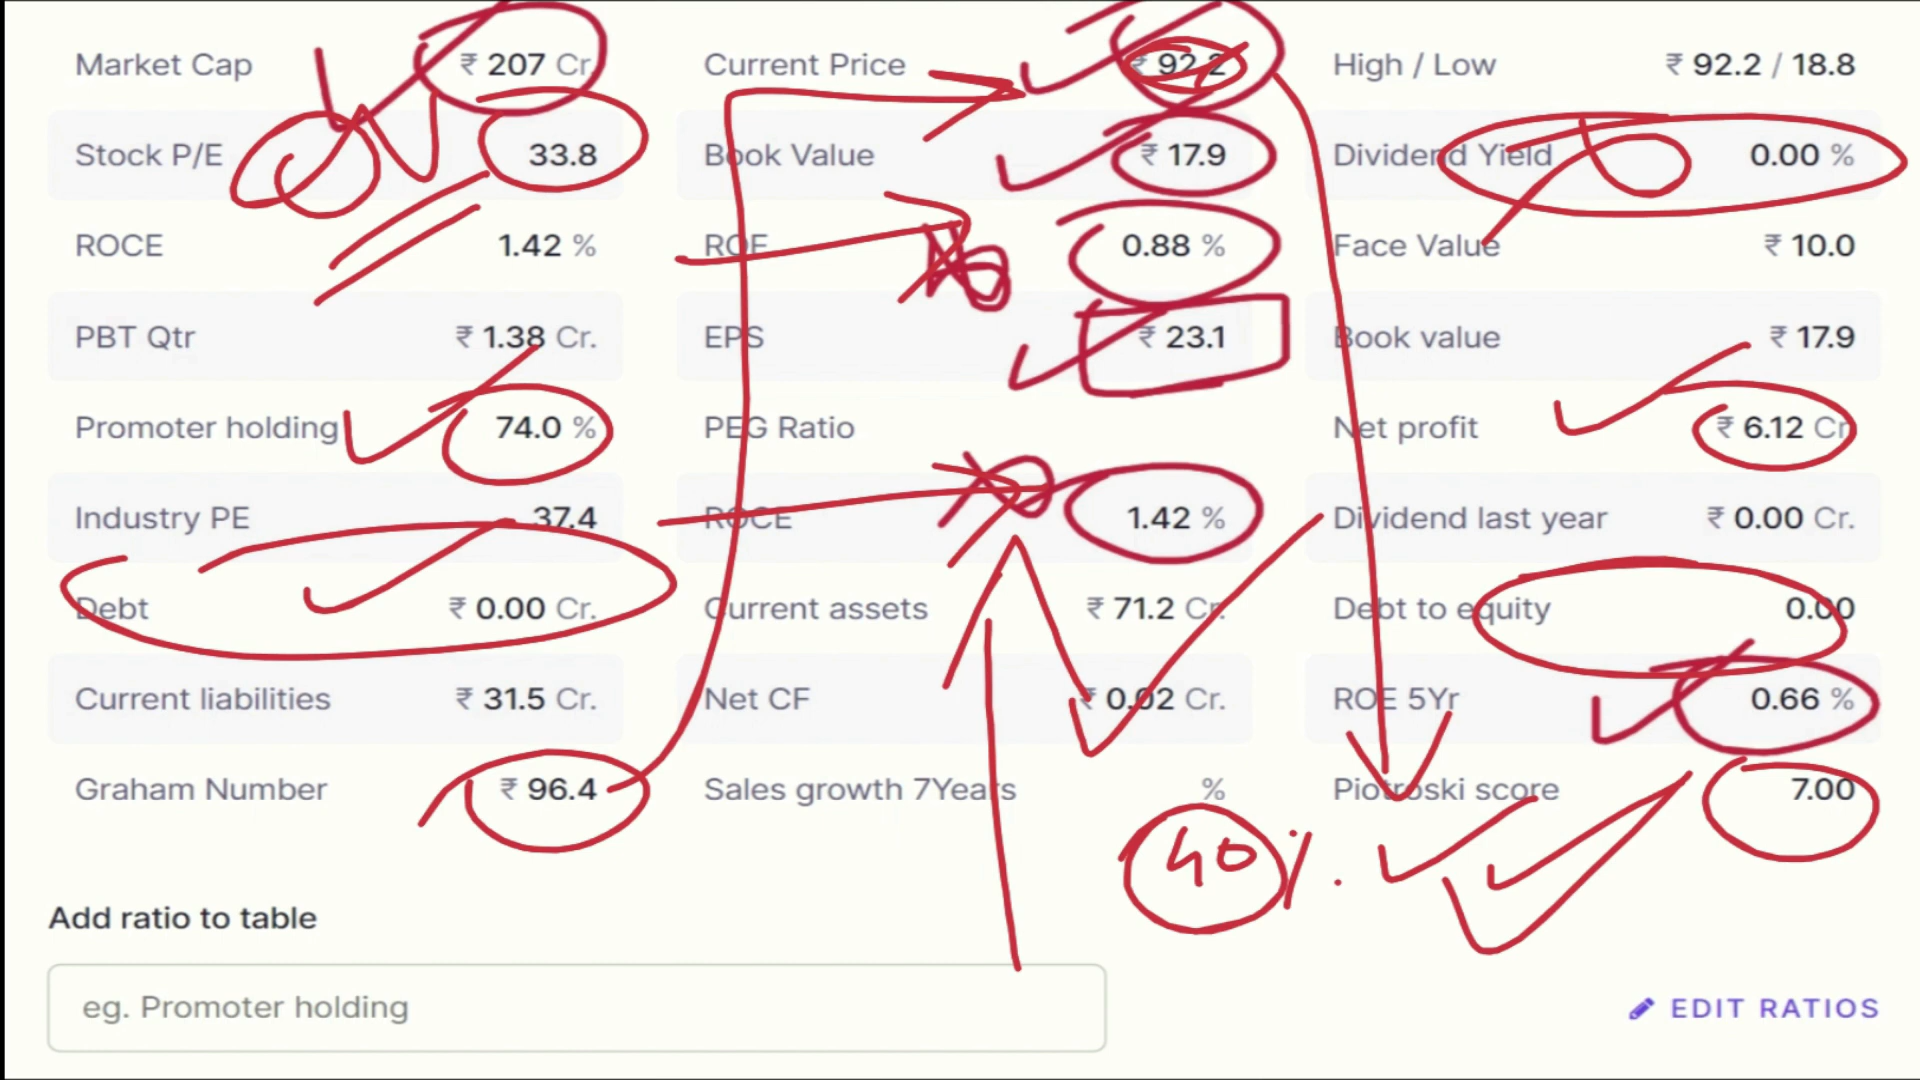 Market Cap ₹ 207 Cr. Current Price ₹ 92.2 High / Low ₹ 92.2 / 18.8
Stock P/E 33.8 Book Value ₹ 17.9 Dividend Yield 0.00 %
ROCE 1.42 % ROE 0.88 % Face Value ₹ 10.0
PBT Qtr ₹ 1.38 Cr. EPS ₹ 23.1 Book value ₹ 17.9
Promoter holding 74.0 % PEG Ratio Net profit ₹ 6.12 Cr
Industry PE 37.4 ROCE 1.42 % Dividend last year ₹ 0.00 Cr.
Debt ₹ 0.00 Cr. Current assets ₹ 71.2 Cr. Debt to equity 0.00
Current liabilities ₹ 31.5 Cr. Net CF ₹ 0.02 Cr. ROE 5Yr 0.66 %
Graham Number ₹ 96.4 Sales growth 7Years % Piotroski score 7.00
40%.
Add ratio to table
eg. Promoter holding
EDIT RATIOS